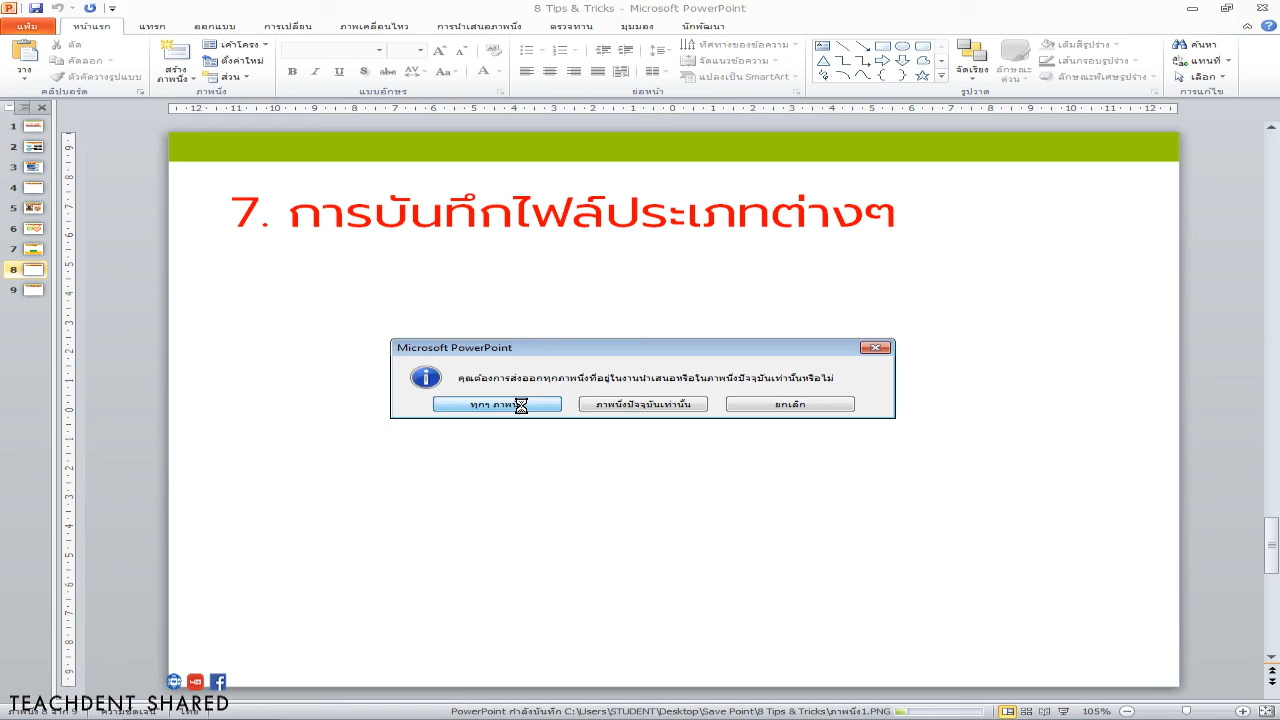 8 Tips & Tricks - Microsoft PowerPoint
แฟ้ม หน้าแรก แทรก ออกแบบ การเปลี่ยน ภาพเคลื่อนไหว การนำเสนอภาพนิ่ง ตรวจทาน มุมมอง นักพัฒนา
วาง ตัด คัดลอก ตัวคัดวางรูปแบบ คลิปบอร์ด
สร้างภาพนิ่ง เค้าโครง ตั้งค่าใหม่ ส่วน ภาพนิ่ง
แบบอักษร
ทิศทางของข้อความ จัดแนวข้อความ แปลงเป็น SmartArt ย่อหน้า
จัดเรียง ลักษณะด่วน เติมสีรูปร่าง เส้นกรอบรูปร่าง ลักษณะพิเศษรูปร่าง รูปวาด
ค้นหา แทนที่ เลือก การแก้ไข
1
2
3
4
5
6
7
8
9
7. การบันทึกไฟล์ประเภทต่างๆ
Microsoft PowerPoint
คุณต้องการส่งออกทุกภาพนิ่งที่อยู่ในงานนำเสนอหรือในภาพนิ่งปัจจุบันเท่านั้นหรือไม่
ทุกๆ ภาพนิ่ง ภาพนิ่งปัจจุบันเท่านั้น ยกเลิก
TEACHDENT SHARED
PowerPoint กำลังบันทึก C:\Users\STUDENT\Desktop\Save Point\8 Tips & Tricks\ภาพนิ่ง1.PNG 105%